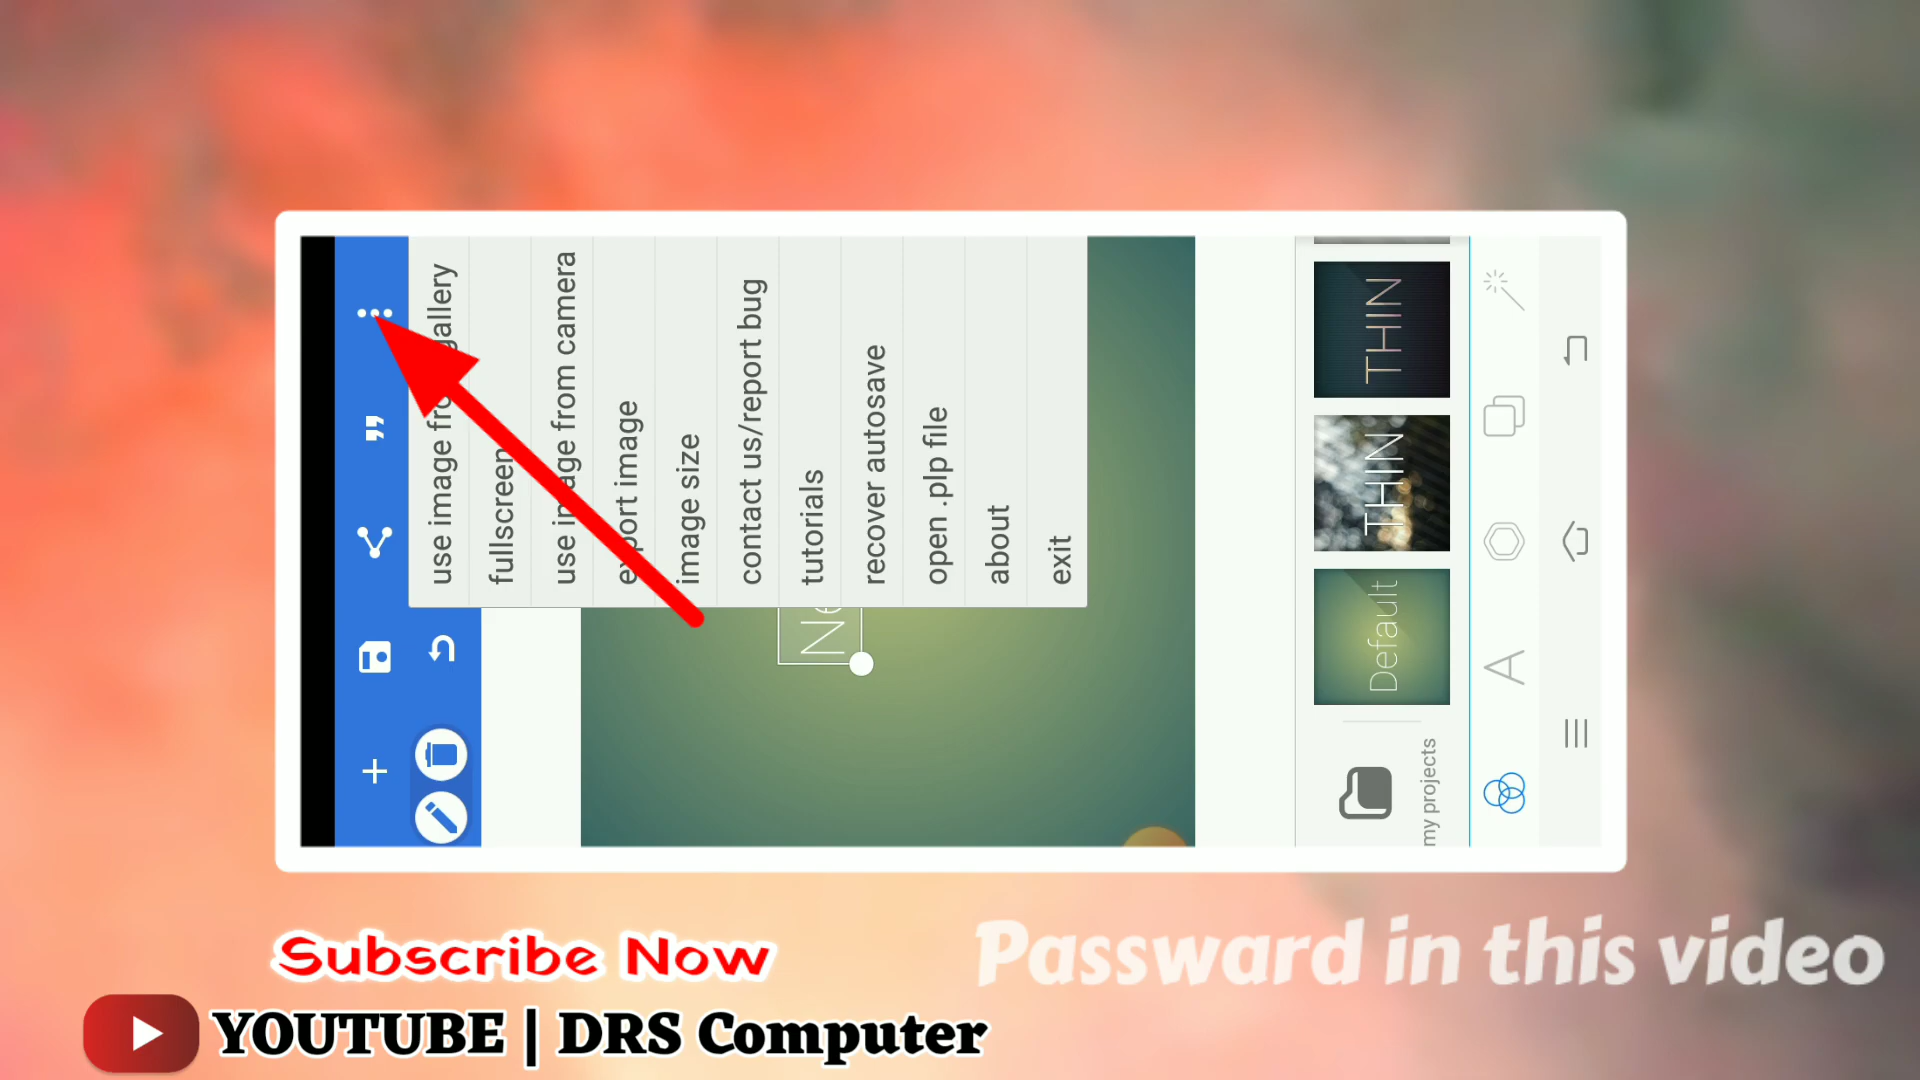 use image from gallery
fullscreen
use image from camera
export image
image size
contact us/report bug
tutorials
recover autosave
open .plp file
about
exit
Ne
THIN
THIN
Default
my projects
Subscribe Now
Passward in this video
YOUTUBE | DRS Computer